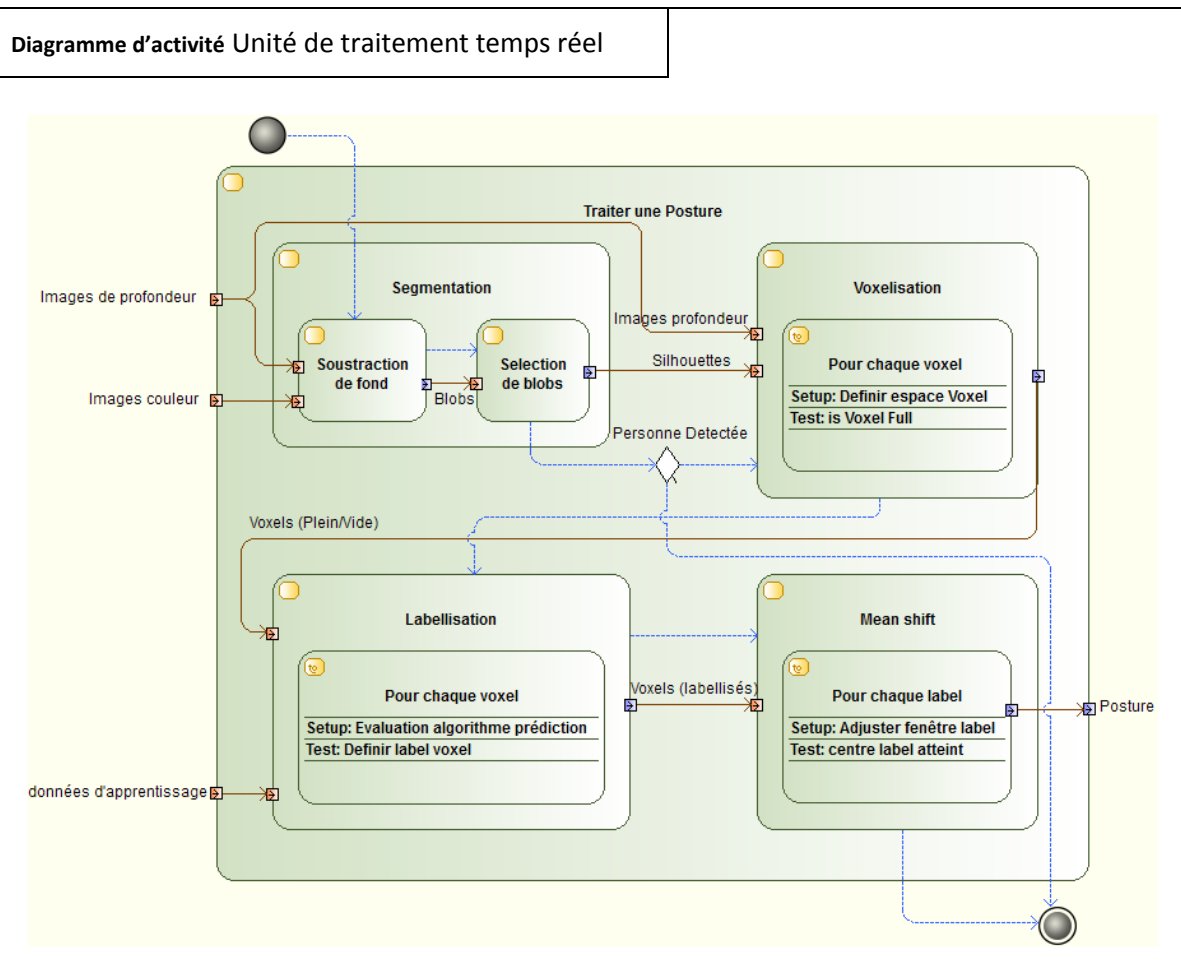 Diagramme d'activité Unité de traitement temps réel
Traiter une Posture
Segmentation
Voxelisation
Images de profondeur
Images profondeur
Soustraction
de fond
Selection
de blobs
Silhouettes
Pour chaque voxel
Setup: Definir espace Voxel
Test: is Voxel Full
Images couleur
Blobs
Personne Detectée
Voxels (Plein/Vide)
Labellisation
Mean shift
Pour chaque voxel
Setup: Evaluation algorithme prédiction
Test: Definir label voxel
Voxels (labellisés)
Pour chaque label
Setup: Adjuster fenêtre label
Test: centre label atteint
Posture
données d'apprentissage